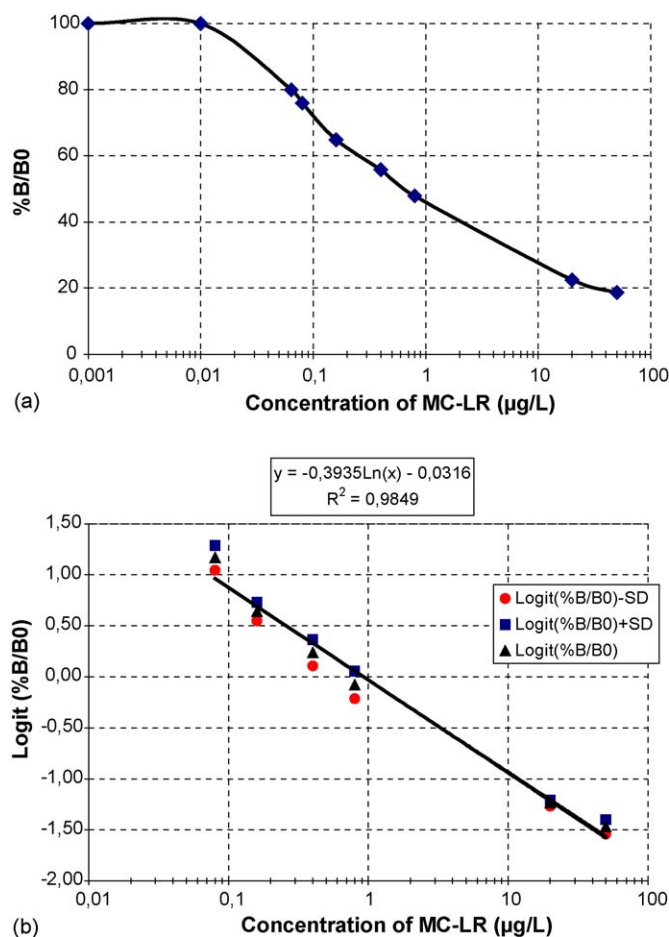 100
80
60
40
20
0
%B/B0
0,001 0,01 0,1 1 10 100
(a) Concentration of MC-LR (µg/L)
y = -0,3935Ln(x) - 0,0316
R² = 0,9849
1,50
1,00
0,50
0,00
-0,50
-1,00
-1,50
-2,00
Logit (%B/B0)
Logit(%B/B0)-SD
Logit(%B/B0)+SD
Logit(%B/B0)
0,01 0,1 1 10 100
(b) Concentration of MC-LR (µg/L)